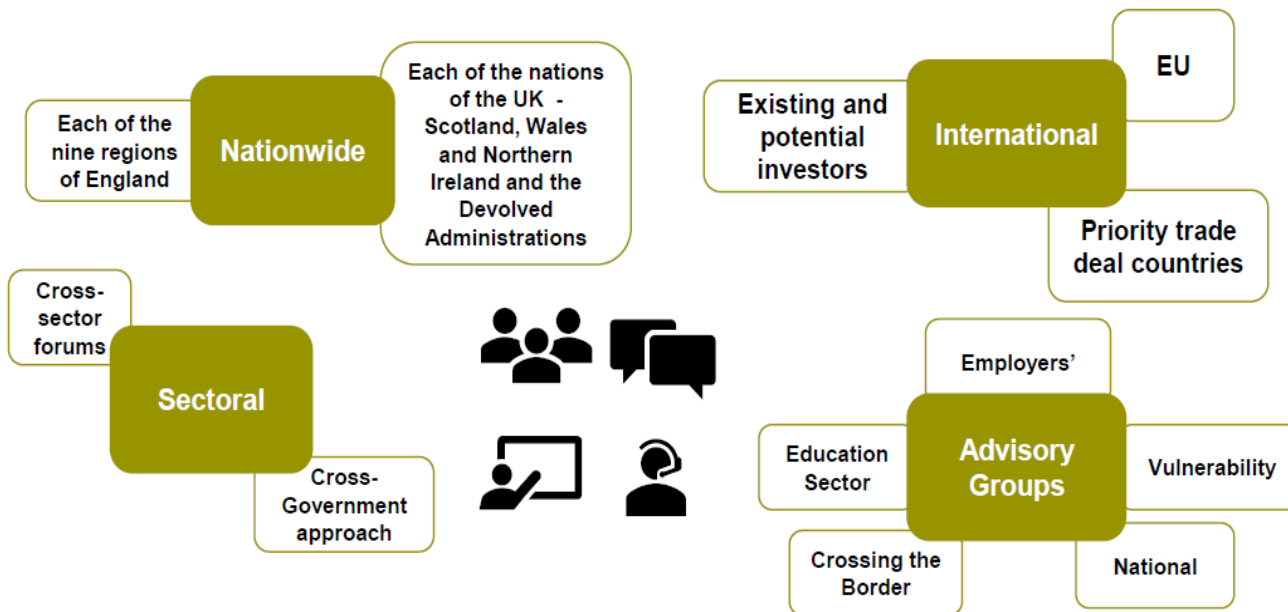 Each of the
nine regions
of England
Nationwide
Each of the nations
of the UK  -
Scotland, Wales
and Northern
Ireland and the
Devolved
Administrations
Existing and
potential
investors
International
EU
Priority trade
deal countries
Cross-
sector
forums
Sectoral
Cross-
Government
approach
Employers’
Education
Sector
Advisory
Groups
Vulnerability
Crossing the
Border
National